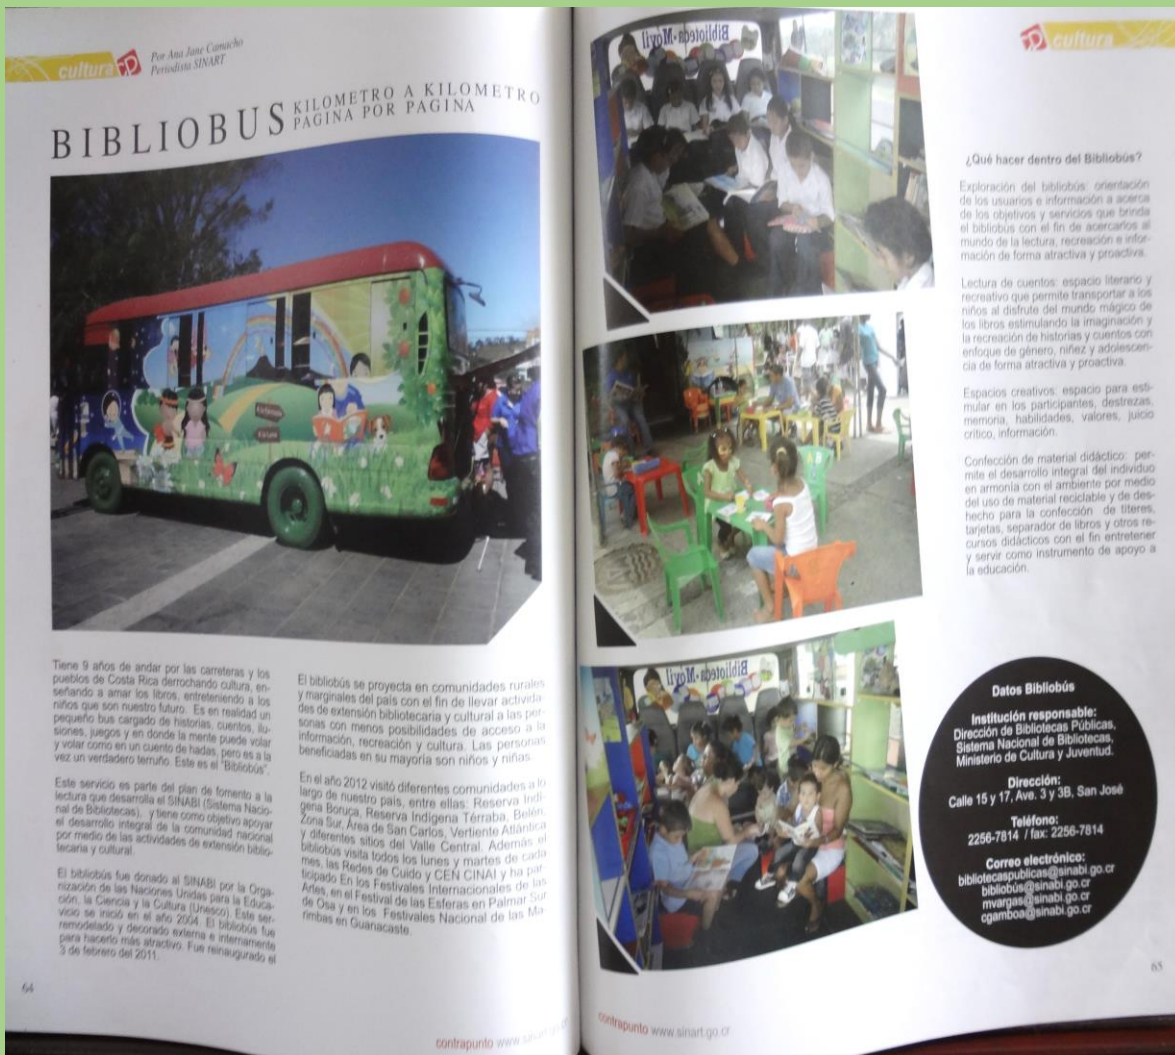 cultura
Por Ana Jane Camacho
Periodista SINART
BIBLIOBUS
KILOMETRO A KILOMETRO
PAGINA POR PAGINA
Tiene 9 años de andar por las carreteras y los
pueblos de Costa Rica derrochando cultura, en-
señando a amar los libros, entreteniendo a los
niños que son nuestro futuro. Es en realidad un
pequeño bus cargado de historias, cuentos, ilu-
siones, juegos y en donde la mente puede volar
y volar como en un cuento de hadas, pero es a la
vez un verdadero terruño. Este es el "Bibliobús".
Este servicio es parte del plan de fomento a la
lectura que desarrolla el SINABI (Sistema Nacio-
nal de Bibliotecas), y tiene como objetivo apoyar
el desarrollo integral de la comunidad nacional
por medio de las actividades de extensión biblio-
tecaria y cultural.
El bibliobús fue donado al SINABI por la Orga-
nización de las Naciones Unidas para la Educa-
ción, la Ciencia y la Cultura (Unesco). Este ser-
vicio se inició en el año 2004. El bibliobús fue
remodelado y decorado externa e internamente
para hacerlo más atractivo. Fue reinaugurado el
3 de febrero del 2011.
El bibliobús se proyecta en comunidades rurales
y marginales del país con el fin de llevar activida-
des de extensión bibliotecaria y cultural a las per-
sonas con menos posibilidades de acceso a la
información, recreación y cultura. Las personas
beneficiadas en su mayoría son niños y niñas.
En el año 2012 visitó diferentes comunidades a lo
largo de nuestro país, entre ellas: Reserva Indí-
gena Boruca, Reserva Indígena Térraba, Belén,
Zona Sur, Área de San Carlos, Vertiente Atlántica
y diferentes sitios del Valle Central. Además el
bibliobús visita todos los lunes y martes de cada
mes, las Redes de Cuido y CEN CINAI y ha par-
ticipado En los Festivales Internacionales de las
Artes, en el Festival de las Esferas en Palmar Sur
de Osa y en los Festivales Nacional de las Ma-
rimbas en Guanacaste.
64
contrapunto www.sinart.go.cr
cultura
Biblioteca Móvil
Biblioteca Móvil
¿Qué hacer dentro del Bibliobús?
Exploración del bibliobús: orientación
de los usuarios e información a acerca
de los objetivos y servicios que brinda
el bibliobús con el fin de acercarlos al
mundo de la lectura, recreación e infor-
mación de forma atractiva y proactiva.
Lectura de cuentos: espacio literario y
recreativo que permite transportar a los
niños al disfrute del mundo mágico de
los libros estimulando la imaginación y
la recreación de historias y cuentos con
enfoque de género, niñez y adolescen-
cia de forma atractiva y proactiva.
Espacios creativos: espacio para esti-
mular en los participantes, destrezas,
memoria, habilidades, valores, juicio
crítico, información.
Confección de material didáctico: per-
mite el desarrollo integral del individuo
en armonía con el ambiente por medio
del uso de material reciclable y de des-
hecho para la confección de títeres,
tarjetas, separador de libros y otros re-
cursos didácticos con el fin entretener
y servir como instrumento de apoyo a
la educación.
Datos Bibliobús
Institución responsable:
Dirección de Bibliotecas Públicas,
Sistema Nacional de Bibliotecas,
Ministerio de Cultura y Juventud.
Dirección:
Calle 15 y 17, Ave. 3 y 3B, San José
Teléfono:
2256-7814 / fax: 2256-7814
Correo electrónico:
bibliotecaspublicas@sinabi.go.cr
bibliobús@sinabi.go.cr
mvargas@sinabi.go.cr
cgamboa@sinabi.go.cr
65
contrapunto www.sinart.go.cr